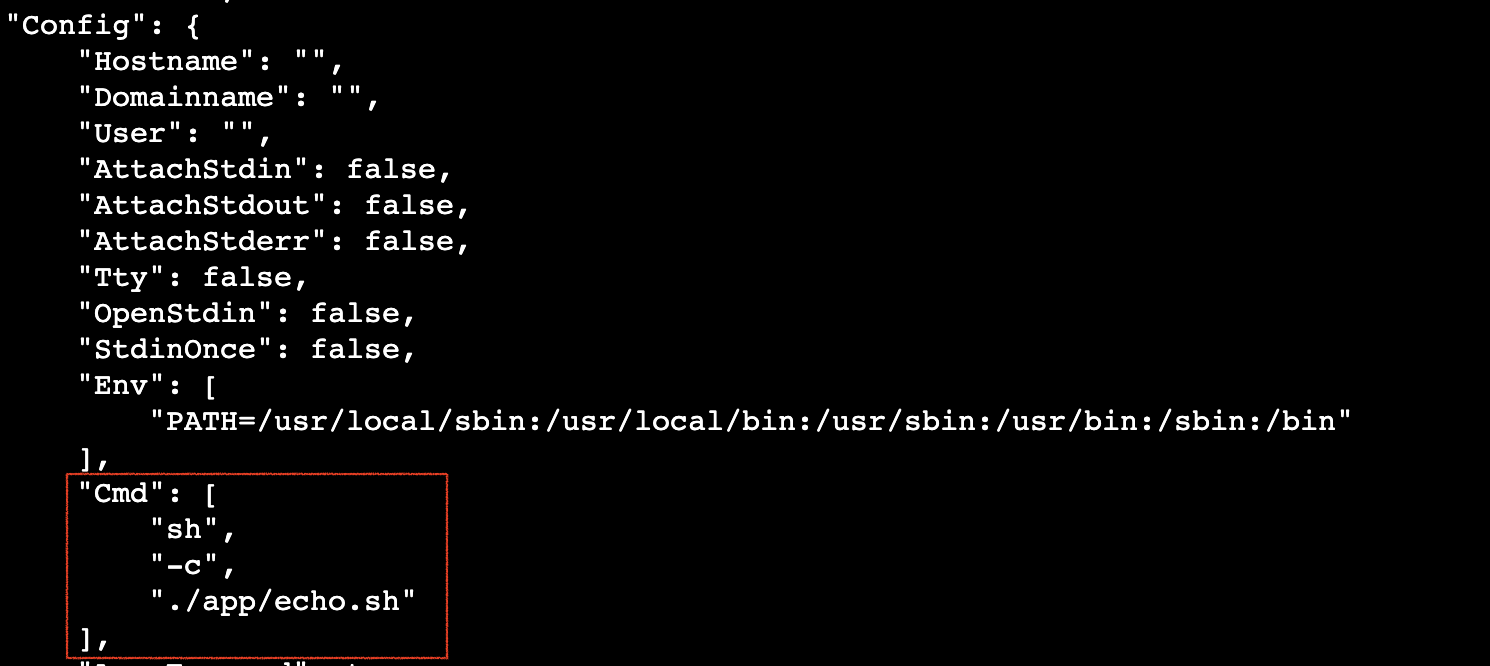 "Config": {
"Hostname": "",
"Domainname": "",
"User": "",
"AttachStdin": false,
"AttachStdout": false,
"AttachStderr": false,
"Tty": false,
"OpenStdin": false,
"StdinOnce": false,
"Env": [
"PATH=/usr/local/sbin:/usr/local/bin:/usr/sbin:/usr/bin:/sbin:/bin"
],
"Cmd": [
"sh",
"-c",
"./app/echo.sh"
],